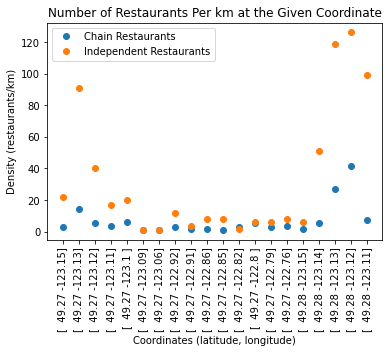 Number of Restaurants Per km at the Given Coordinate
Chain Restaurants
Independent Restaurants
Density (restaurants/km)
120
100
80
60
40
20
0
[ 49.27 -123.15]
[ 49.27 -123.13]
[ 49.27 -123.12]
[ 49.27 -123.11]
[ 49.27 -123.1 ]
[ 49.27 -123.09]
[ 49.27 -123.06]
[ 49.27 -122.92]
[ 49.27 -122.91]
[ 49.27 -122.86]
[ 49.27 -122.85]
[ 49.27 -122.82]
[ 49.27 -122.8 ]
[ 49.27 -122.79]
[ 49.27 -122.76]
[ 49.28 -123.15]
[ 49.28 -123.14]
[ 49.28 -123.13]
[ 49.28 -123.12]
[ 49.28 -123.11]
Coordinates (latitude, longitude)